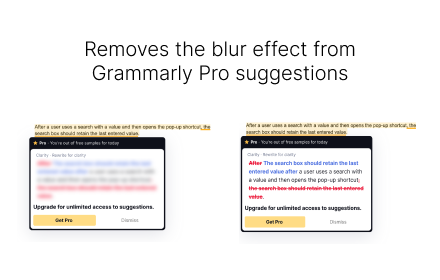 Removes the blur effect from
Grammarly Pro suggestions
After a user uses a search with a value and then opens the pop-up shortcut, the
search box should retain the last entered value.
Pro · You're out of free samples for today
Clarity · Rewrite for clarity
Upgrade for unlimited access to suggestions.
Get Pro
Dismiss
After a user uses a search with a value and then opens the pop-up shortcut, the
search box should retain the last entered value.
Pro · You're out of free samples for today
Clarity · Rewrite for clarity
After The search box should retain the last
entered value after a user uses a search with
a value and then opens the pop-up shortcut;
the search box should retain the last entered
value.
Upgrade for unlimited access to suggestions.
Get Pro
Dismiss